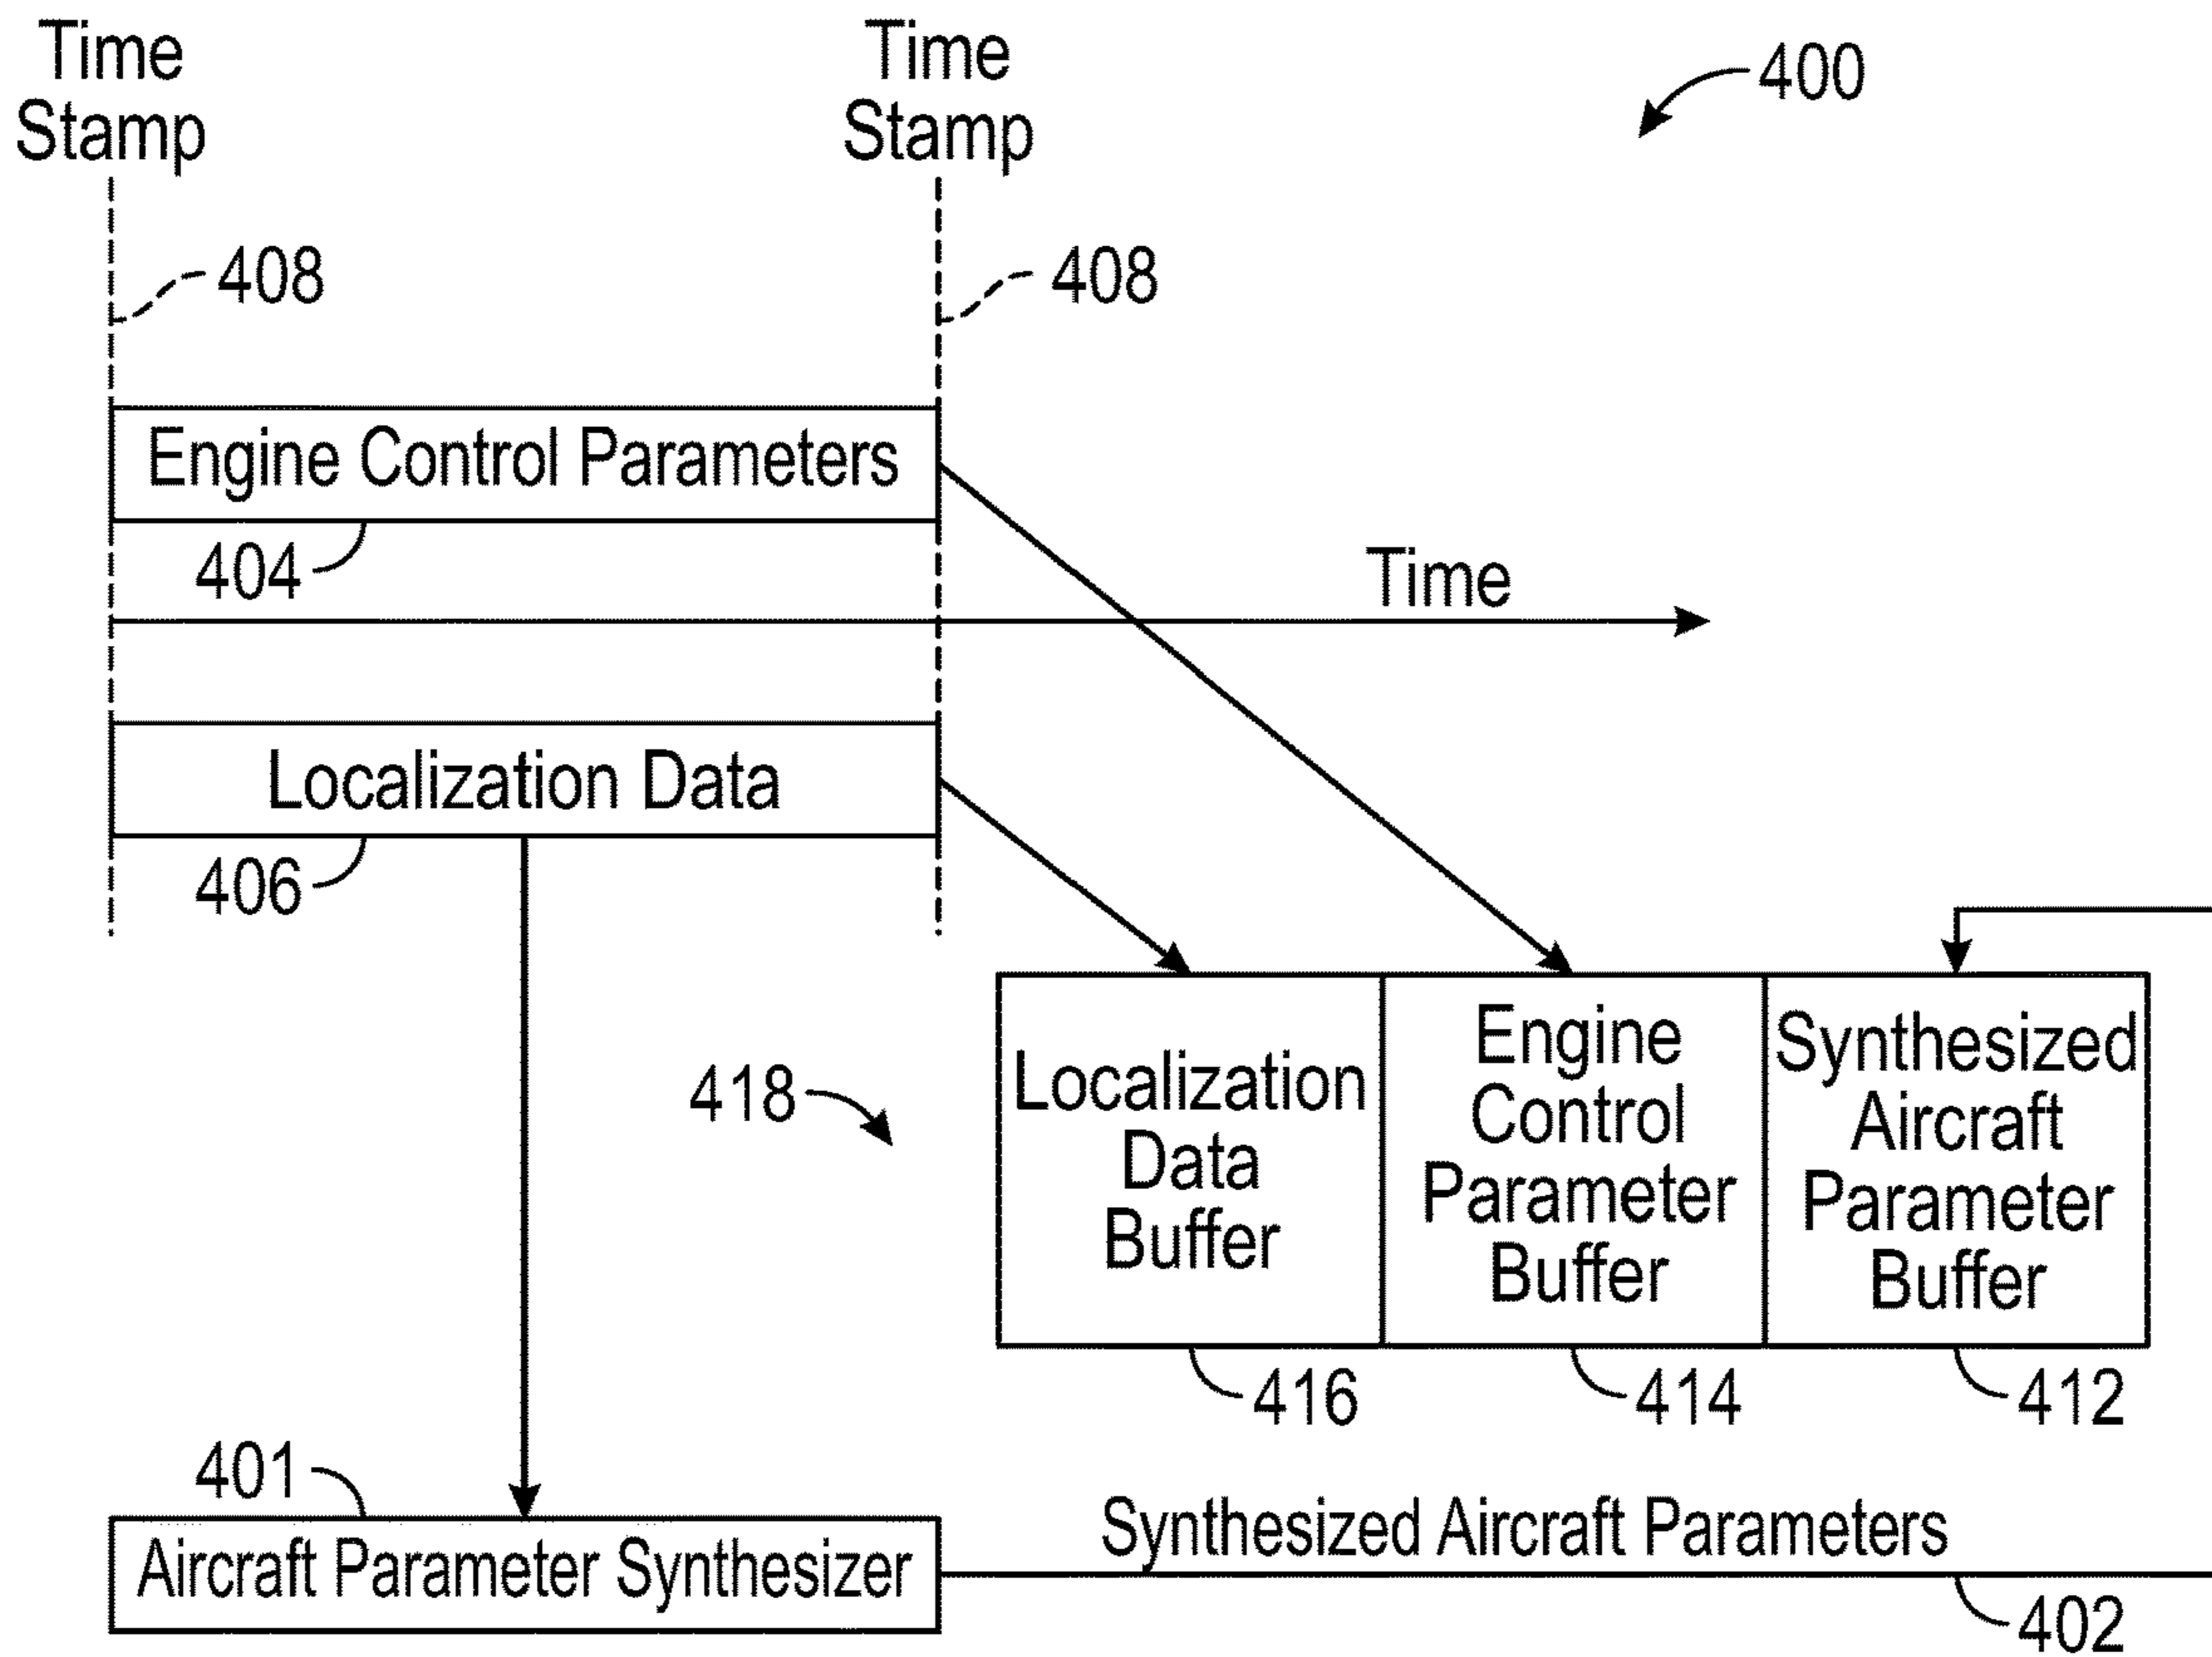 Time
Stamp
Time
Stamp
400
408
408
Engine Control Parameters
404
Time
Localization Data
406
418
Localization
Data
Buffer
Engine
Control
Parameter
Buffer
Synthesized
Aircraft
Parameter
Buffer
416
414
412
401
Aircraft Parameter Synthesizer
Synthesized Aircraft Parameters
402